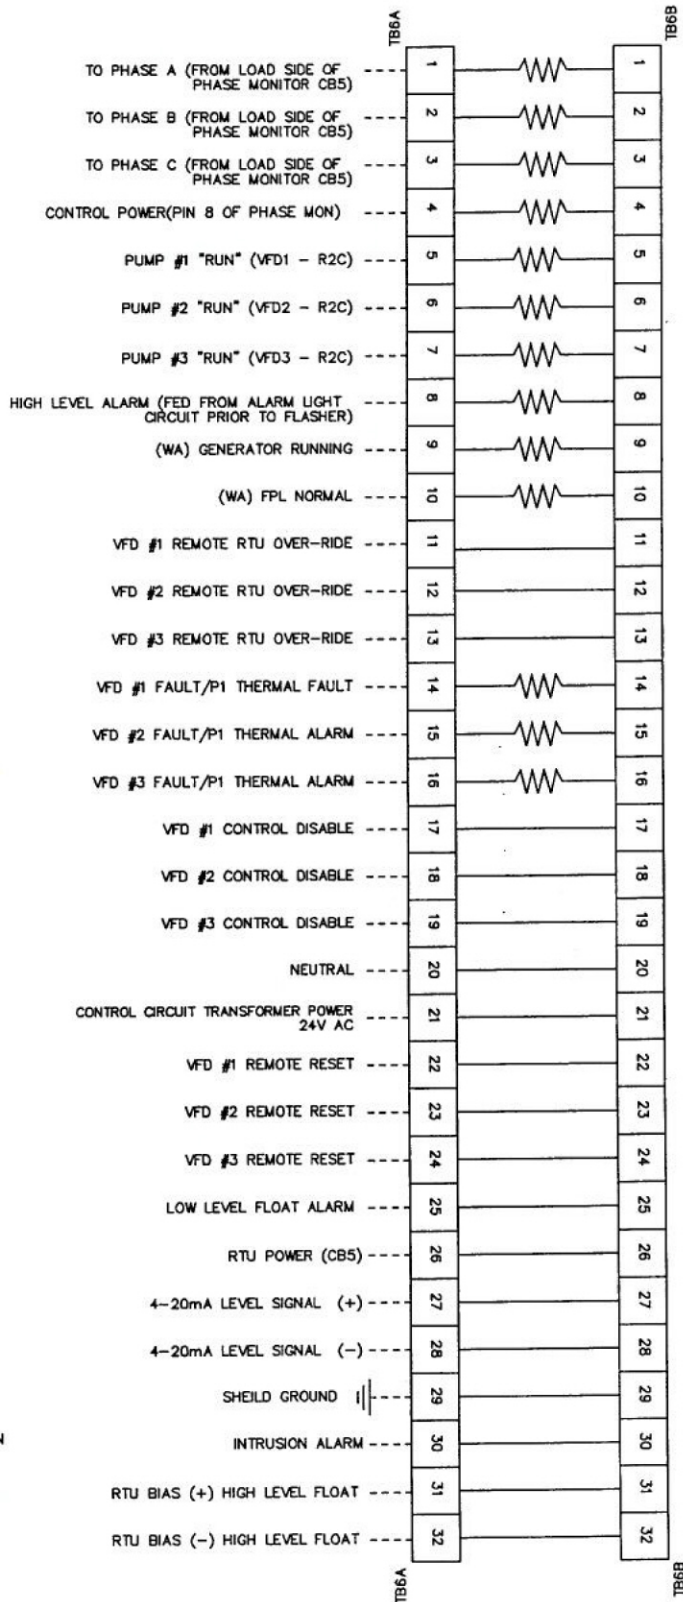 TB6A TB6B
TO PHASE A (FROM LOAD SIDE OF
PHASE MONITOR CB5) 1 1
TO PHASE B (FROM LOAD SIDE OF
PHASE MONITOR CB5) 2 2
TO PHASE C (FROM LOAD SIDE OF
PHASE MONITOR CB5) 3 3
CONTROL POWER(PIN 8 OF PHASE MON) 4 4
PUMP #1 "RUN" (VFD1 - R2C) 5 5
PUMP #2 "RUN" (VFD2 - R2C) 6 6
PUMP #3 "RUN" (VFD3 - R2C) 7 7
HIGH LEVEL ALARM (FED FROM ALARM LIGHT
CIRCUIT PRIOR TO FLASHER) 8 8
(WA) GENERATOR RUNNING 9 9
(WA) FPL NORMAL 10 10
VFD #1 REMOTE RTU OVER-RIDE 11 11
VFD #2 REMOTE RTU OVER-RIDE 12 12
VFD #3 REMOTE RTU OVER-RIDE 13 13
VFD #1 FAULT/P1 THERMAL FAULT 14 14
VFD #2 FAULT/P1 THERMAL ALARM 15 15
VFD #3 FAULT/P1 THERMAL ALARM 16 16
VFD #1 CONTROL DISABLE 17 17
VFD #2 CONTROL DISABLE 18 18
VFD #3 CONTROL DISABLE 19 19
NEUTRAL 20 20
CONTROL CIRCUIT TRANSFORMER POWER
24V AC 21 21
VFD #1 REMOTE RESET 22 22
VFD #2 REMOTE RESET 23 23
VFD #3 REMOTE RESET 24 24
LOW LEVEL FLOAT ALARM 25 25
RTU POWER (CB5) 26 26
4-20mA LEVEL SIGNAL (+) 27 27
4-20mA LEVEL SIGNAL (-) 28 28
SHEILD GROUND 29 29
N
INTRUSION ALARM 30 30
RTU BIAS (+) HIGH LEVEL FLOAT 31 31
RTU BIAS (-) HIGH LEVEL FLOAT 32 32
TB6A TB6B